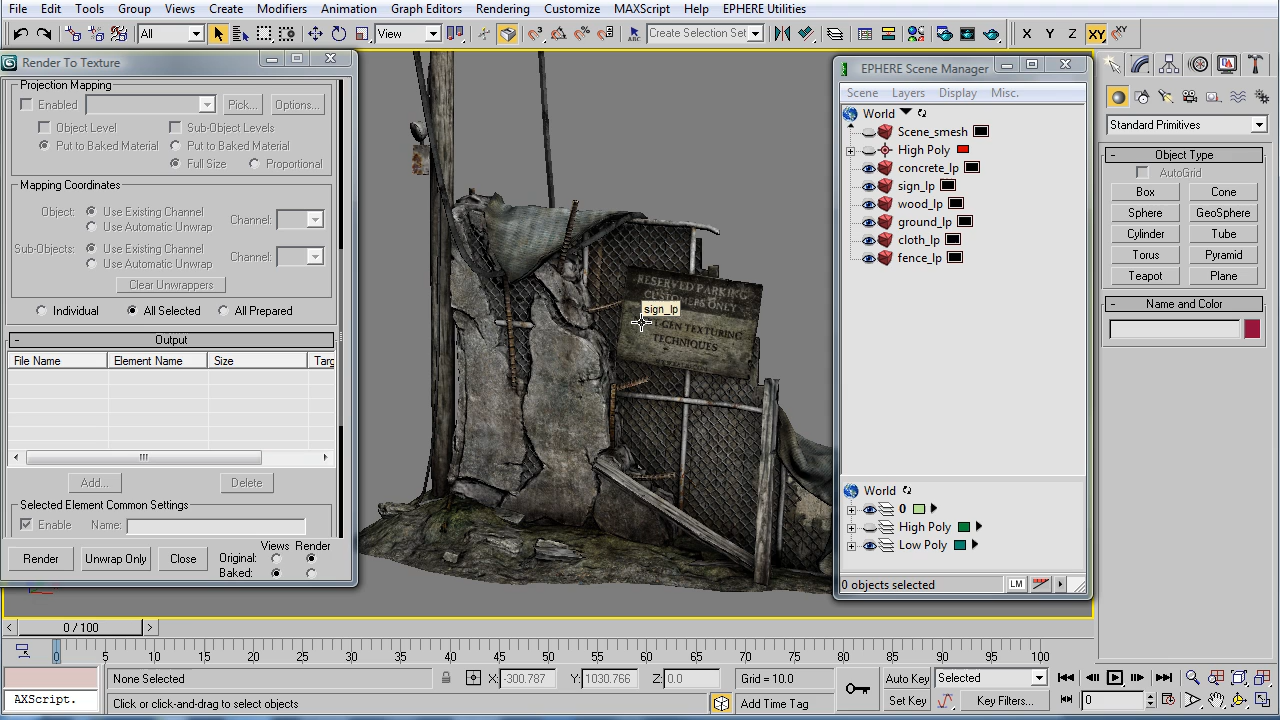 File Edit Tools Group Views Create Modifiers Animation Graph Editors Rendering Customize MAXScript Help EPHERE Utilities
All View Create Selection Set X Y Z XY
Render To Texture
Projection Mapping
Enabled Pick... Options...
Object Level Sub-Object Levels
Put to Baked Material Put to Baked Mat
Full Size Proportional
Mapping Coordinates
Object: Use Existing Channel Channel:
Use Automatic Unwrap
Sub-Objects: Use Existing Channel Channel:
Use Automatic Unwrap
Clear Unwrappers
Individual All Selected All Prepared
- Output
File Name Element Name Size Targ
Add... Delete
Selected Element Common Settings
Enable Name:
Views Render
Render Unwrap Only Close Original:
Baked:
RESERVED PARKING
CUSTOMERS ONLY
sign_lp
GEN TEXTURING
TECHNIQUES
EPHERE Scene Manager
Scene Layers Display Misc.
World
Scene_smesh
High Poly
concrete_lp
sign_lp
wood_lp
ground_lp
cloth_lp
fence_lp
World
0
High Poly
Low Poly
0 objects selected LM
Standard Primitives
- Object Type
AutoGrid
Box Cone
Sphere GeoSphere
Cylinder Tube
Torus Pyramid
Teapot Plane
- Name and Color
< 0 / 100 >
0 5 10 15 20 25 30 35 40 45 50 55 60 65 70 75 80 85 90 95 100
None Selected X: -300.787 Y: 1030.766 Z: 0.0 Grid = 10.0 Auto Key Selected
AXScript. Click or click-and-drag to select objects Add Time Tag Set Key Key Filters... 0